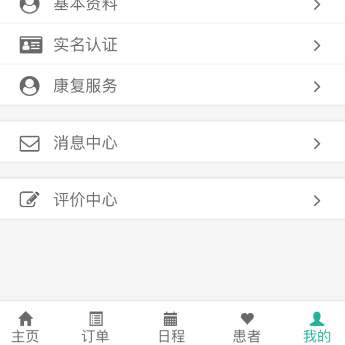 基本资料
实名认证
康复服务
消息中心
评价中心
主页 订单 日程 患者 我的